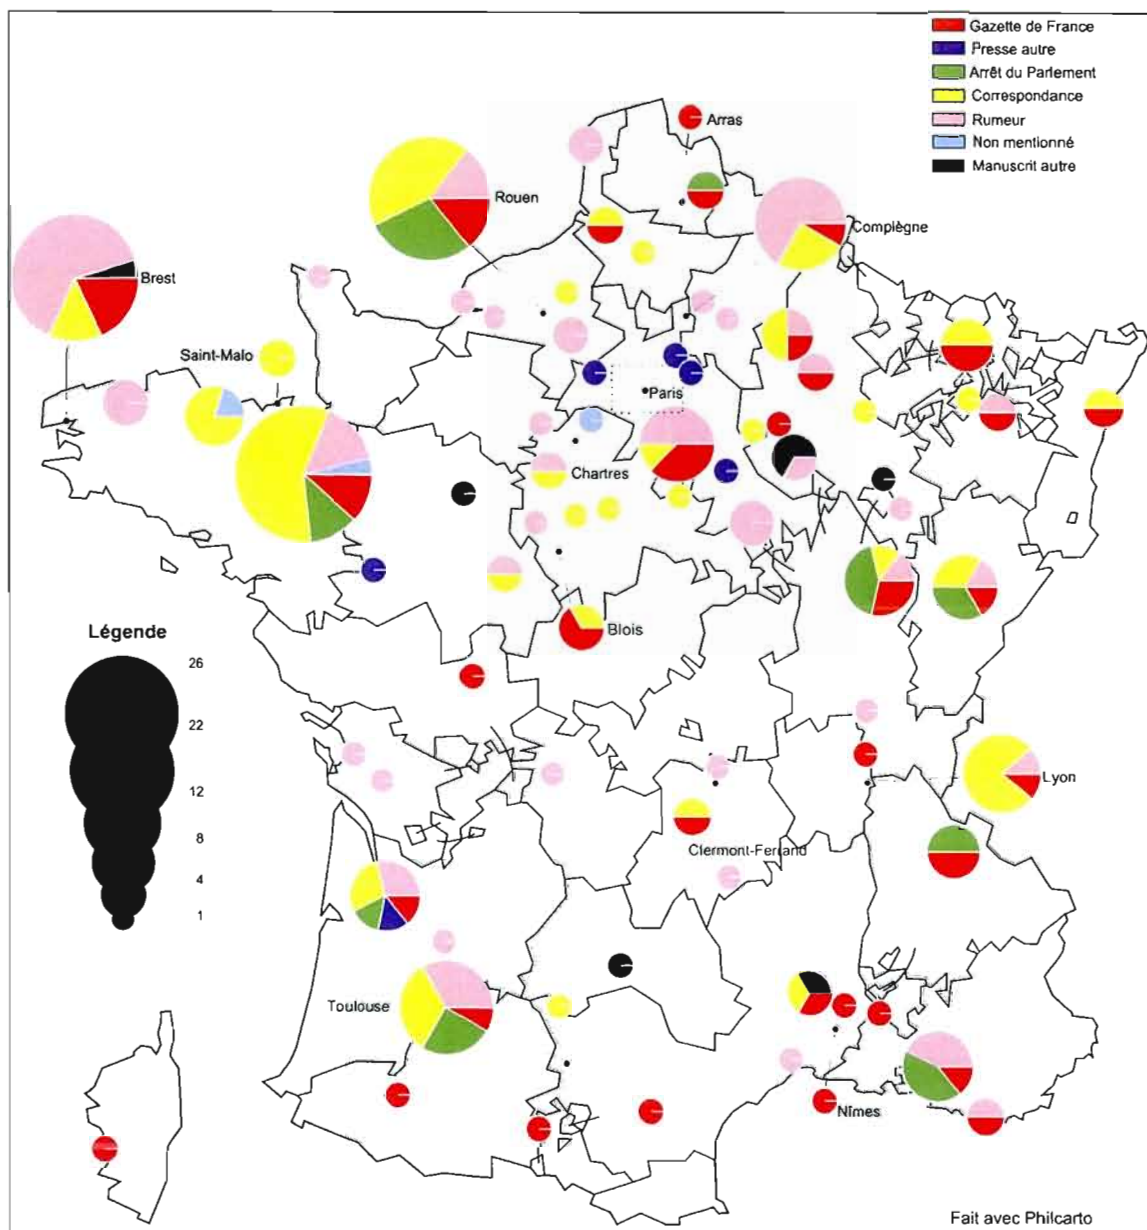 Gazette de France
Presse autre
Arrêt du Parlement
Correspondance
Rumeur
Non mentionné
Manuscrit autre
Arras
Rouen
Complègne
Brest
Saint-Malo
Paris
Chartres
Blois
Légende
26
22
12
8
4
1
Lyon
Clermont-Ferrand
Toulouse
Nîmes
Fait avec Philcarto